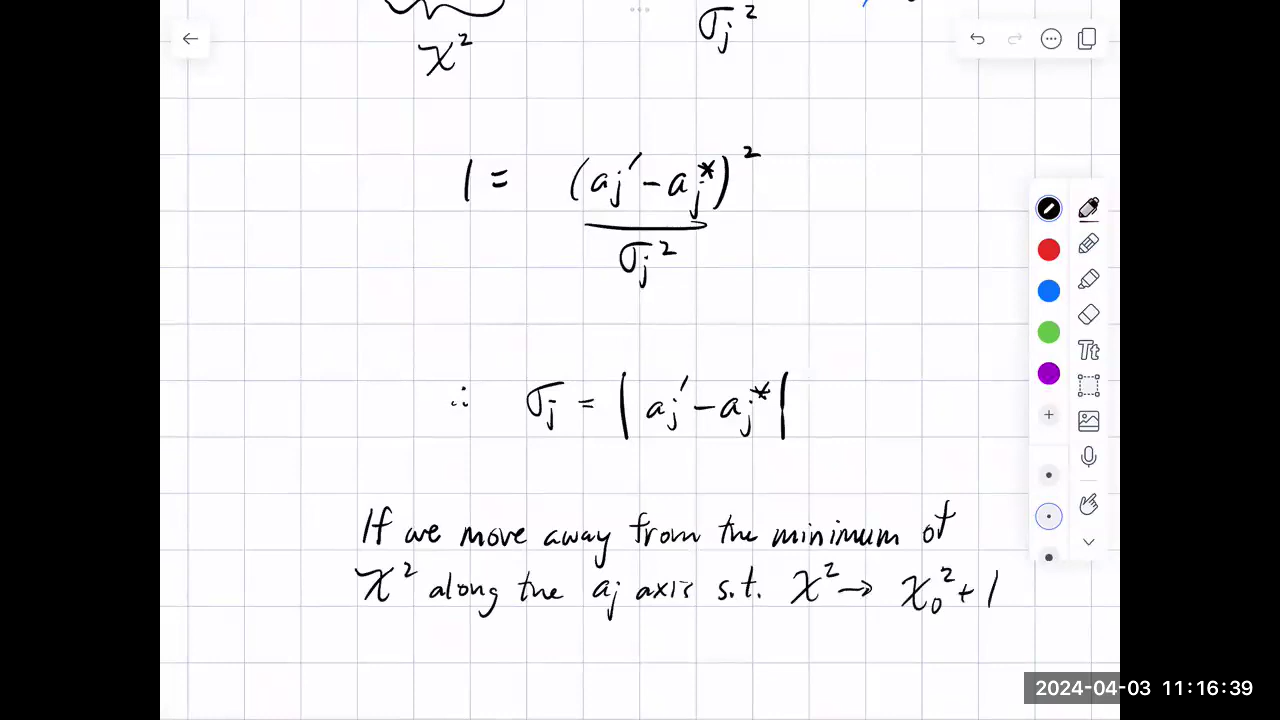 χ² σj²
1 = (aj′ − aj*)²
σj²
∴ σj = | aj′ − aj* |
If we move away from the minimum of
χ² along the aj axis s.t. χ² → χ₀² + 1
Tt
2024-04-03 11:16:39